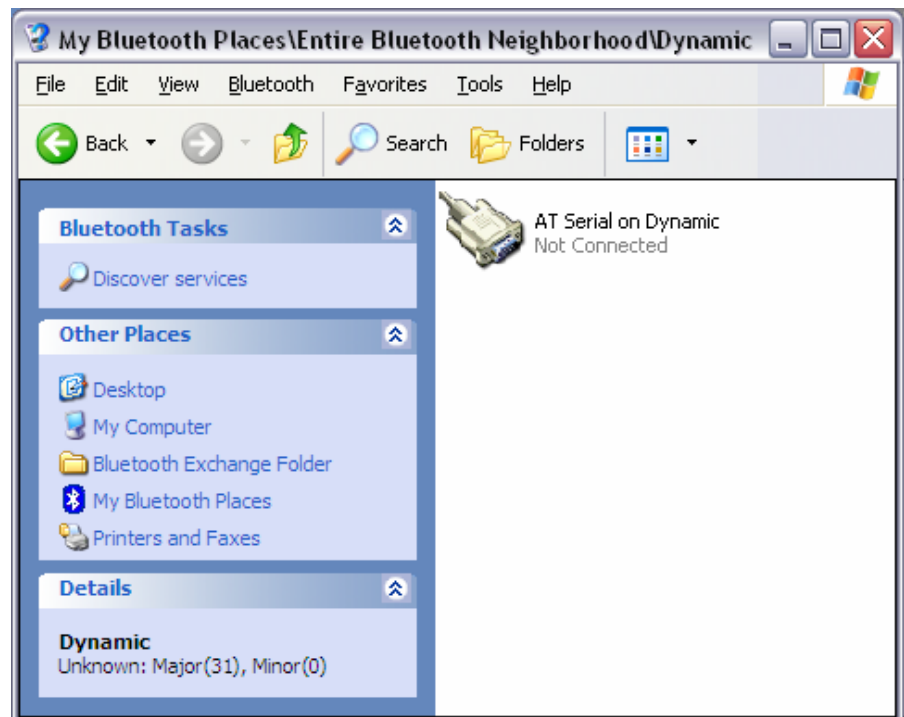 My Bluetooth Places\Entire Bluetooth Neighborhood\Dynamic
File Edit View Bluetooth Favorites Tools Help
Back Search Folders
Bluetooth Tasks
Discover services
Other Places
Desktop
My Computer
Bluetooth Exchange Folder
My Bluetooth Places
Printers and Faxes
Details
Dynamic
Unknown: Major(31), Minor(0)
AT Serial on Dynamic
Not Connected